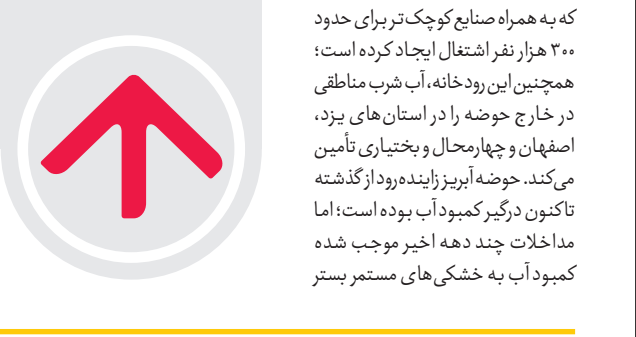 که به همراه صنایع کوچک‌تر برای حدود
۳۰۰ هزار نفر اشتغال ایجاد کرده است؛
همچنین این رودخانه، آب شرب مناطقی
در خارج حوضه را در استان‌های یزد،
اصفهان و چهارمحال و بختیاری تأمین
می‌کند. حوضه آبریز زاینده‌رود از گذشته
تاکنون درگیر کمبود آب بوده است؛ اما
مداخلات چند دهه اخیر موجب شده
کمبود آب به خشکی‌های مستمر بستر